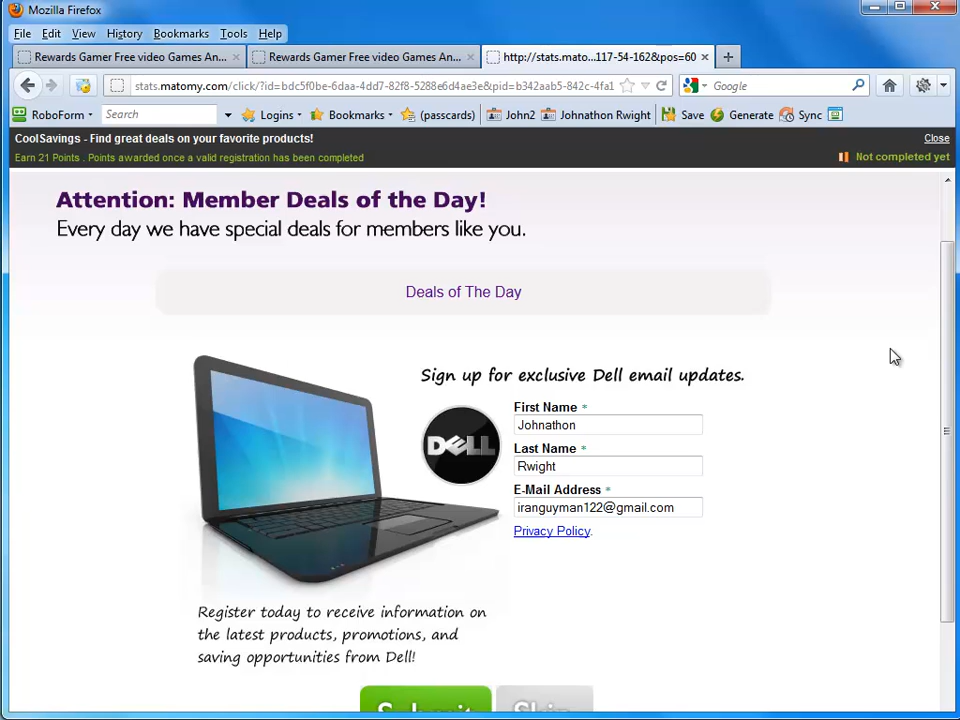 Mozilla Firefox
File Edit View History Bookmarks Tools Help
Rewards Gamer Free video Games An...
Rewards Gamer Free video Games An...
http://stats.mato...117-54-162&pos=60
stats.matomy.com/click/?id=bdc5f0be-6daa-4dd7-82f8-5288e6d4ae3e&pid=b342aab5-842c-4fa1
Google
RoboForm Search Logins Bookmarks (passcards) John2 Johnathon Rwight Save Generate Sync
CoolSavings - Find great deals on your favorite products!
Close
Earn 21 Points . Points awarded once a valid registration has been completed
Not completed yet
Attention: Member Deals of the Day!
Every day we have special deals for members like you.
Deals of The Day
Sign up for exclusive Dell email updates.
First Name *
Johnathon
DELL
Last Name *
Rwight
E-Mail Address *
iranguyman122@gmail.com
Privacy Policy.
Register today to receive information on
the latest products, promotions, and
saving opportunities from Dell!
Submit
Skip